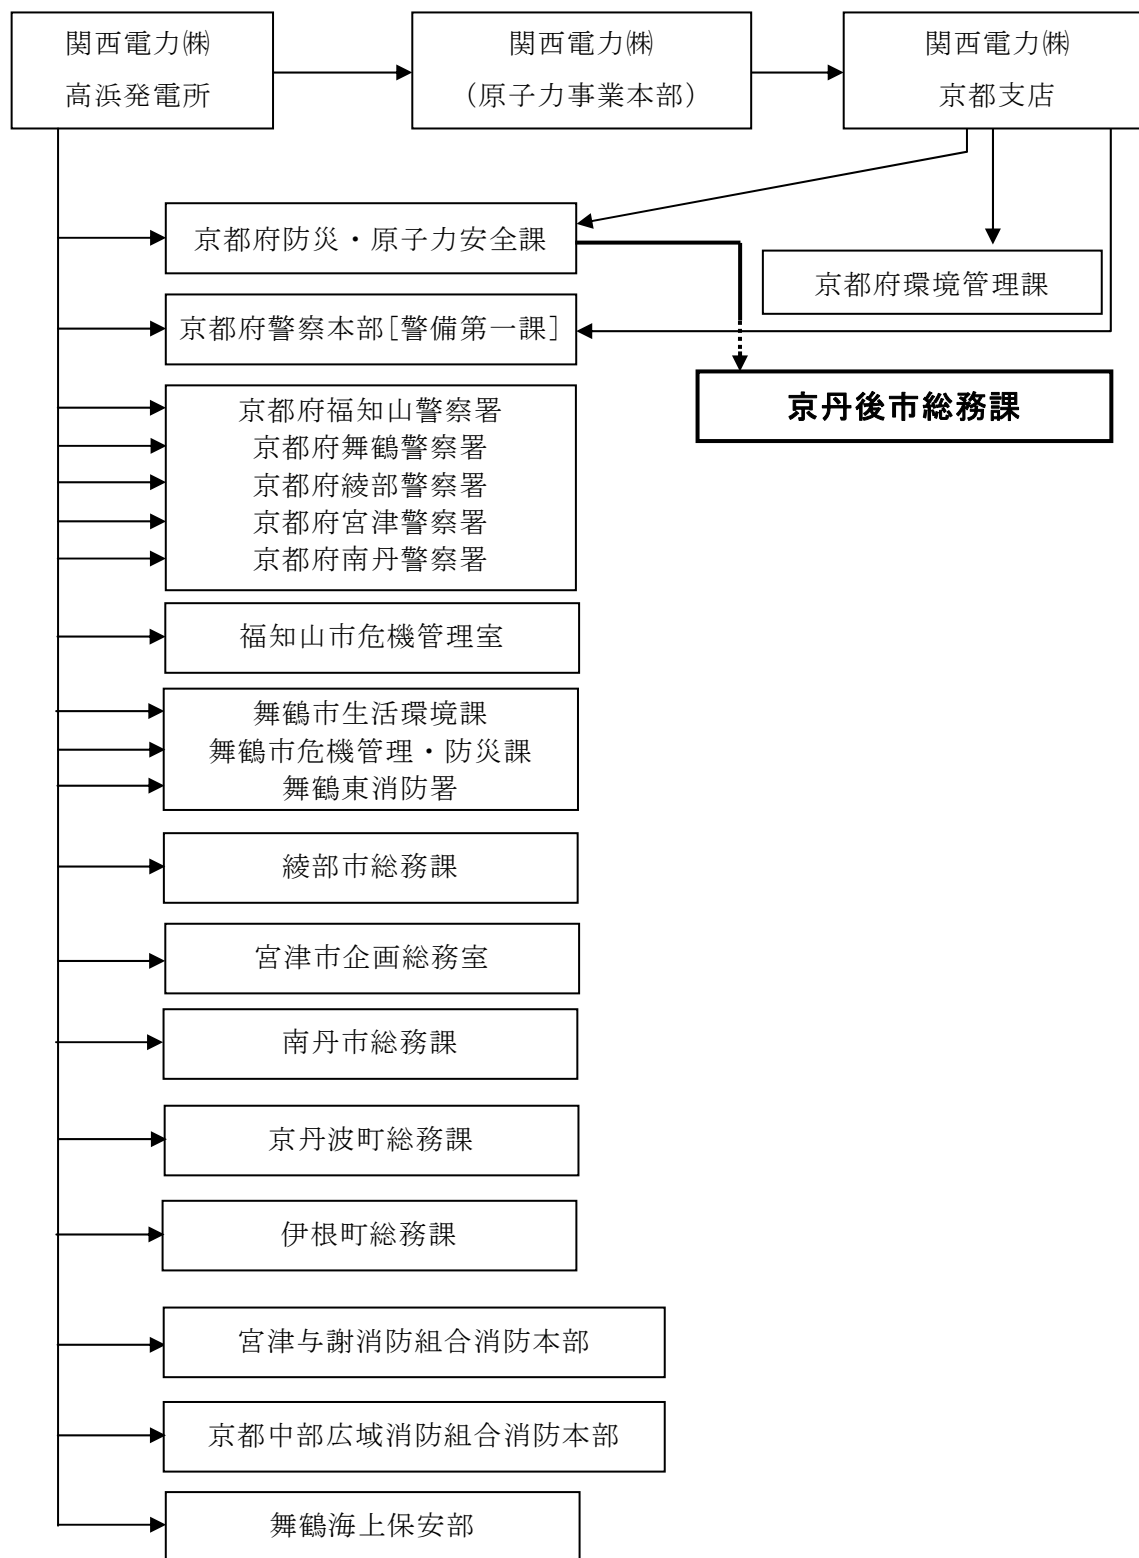 関西電力㈱
高浜発電所
関西電力㈱
（原子力事業本部）
関西電力㈱
京都支店
京都府防災・原子力安全課
京都府環境管理課
京都府警察本部［警備第一課］
京丹後市総務課
京都府福知山警察署
京都府舞鶴警察署
京都府綾部警察署
京都府宮津警察署
京都府南丹警察署
福知山市危機管理室
舞鶴市生活環境課
舞鶴市危機管理・防災課
舞鶴東消防署
綾部市総務課
宮津市企画総務室
南丹市総務課
京丹波町総務課
伊根町総務課
宮津与謝消防組合消防本部
京都中部広域消防組合消防本部
舞鶴海上保安部